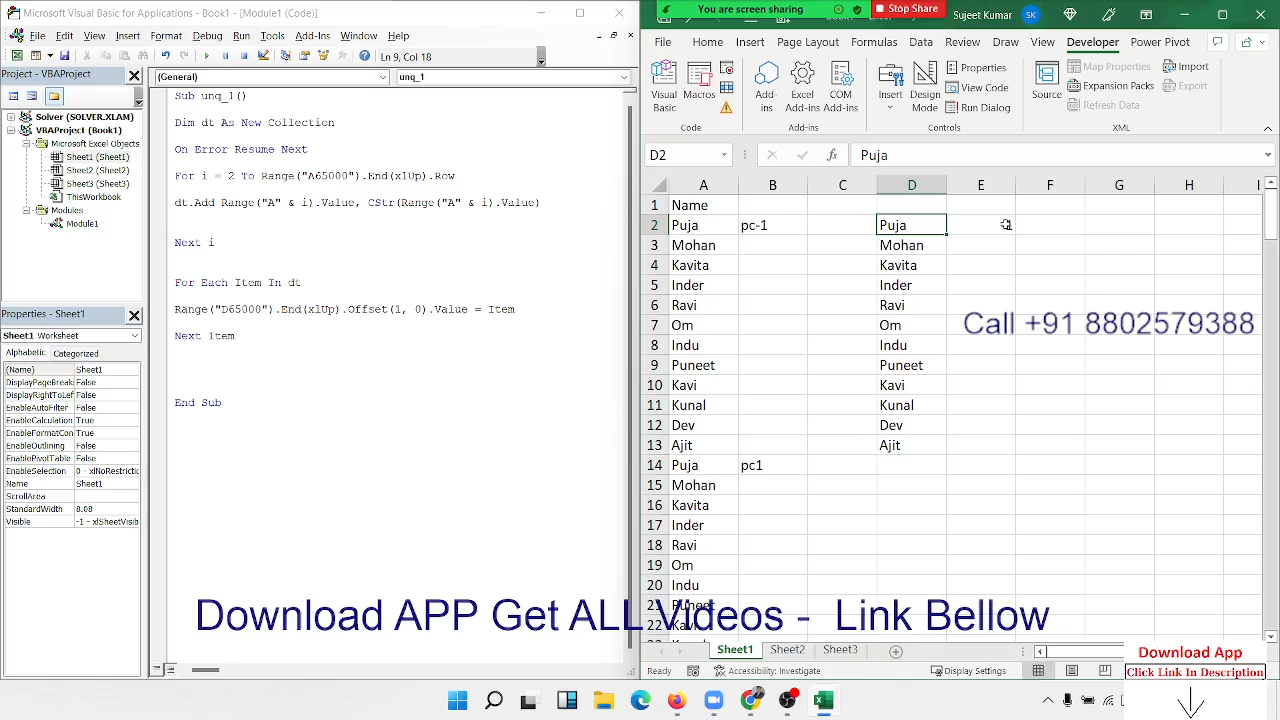 Microsoft Visual Basic for Applications - Book1 - [Module1 (Code)]
File Edit View Insert Format Debug Run Tools Add-Ins Window Help
Ln 9, Col 18
Project - VBAProject
Solver (SOLVER.XLAM)
VBAProject (Book1)
Microsoft Excel Objects
Sheet1 (Sheet1)
Sheet2 (Sheet2)
Sheet3 (Sheet3)
ThisWorkbook
Modules
Module1
Properties - Sheet1
Sheet1 Worksheet
Alphabetic Categorized
(Name) Sheet1
DisplayPageBreak False
DisplayRightToLef False
EnableAutoFilter False
EnableCalculation True
EnableFormatCon True
EnableOutlining False
EnablePivotTable False
EnableSelection 0 - xlNoRestrictio
Name Sheet1
ScrollArea
StandardWidth 8.08
Visible -1 - xlSheetVisib
(General) unq_1
Sub unq_1()
Dim dt As New Collection
On Error Resume Next
For i = 2 To Range("A65000").End(xlUp).Row
dt.Add Range("A" & i).Value, CStr(Range("A" & i).Value)
Next i
For Each Item In dt
Range("D65000").End(xlUp).Offset(1, 0).Value = Item
Next Item
End Sub
You are screen sharing Stop Share
Book1 - Excel Sujeet Kumar SK
File Home Insert Page Layout Formulas Data Review View Developer Help Power Pivot
Visual Basic
Macros
Code
Add-ins
Excel Add-ins
COM Add-ins
Add-ins
Insert
Design Mode
Properties
View Code
Run Dialog
Controls
Source
Map Properties
Expansion Packs
Refresh Data
Import
Export
XML
D2 fx Puja
A B C D E F G H I
1 Name
2 Puja pc-1 Puja
3 Mohan Mohan
4 Kavita Kavita
5 Inder Inder
6 Ravi Ravi
7 Om Om
8 Indu Indu
9 Puneet Puneet
10 Kavi Kavi
11 Kunal Kunal
12 Dev Dev
13 Ajit Ajit
14 Puja pc1
15 Mohan
16 Kavita
17 Inder
18 Ravi
19 Om
20 Indu
21 Puneet
22 Kavi
Call +91 8802579388
Download APP Get ALL Videos - Link Bellow
Sheet1 Sheet2 Sheet3
Ready Accessibility: Investigate Display Settings
Download App
Click Link In Description